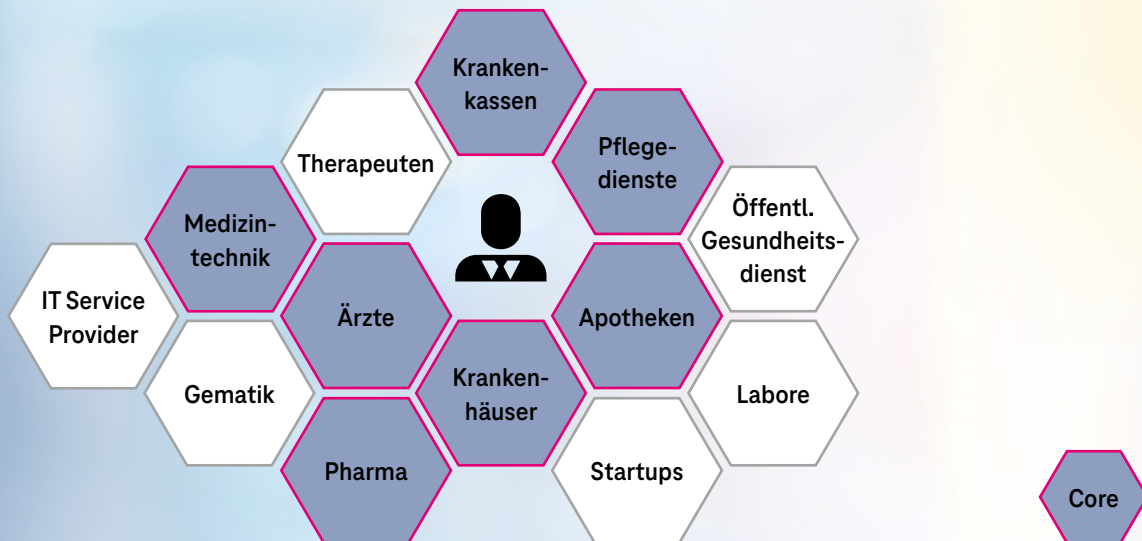 Kranken-
kassen
Therapeuten
Pflege-
dienste
Medizin-
technik
Öffentl.
Gesundheits-
dienst
IT Service
Provider
Ärzte
Apotheken
Gematik
Kranken-
häuser
Labore
Pharma
Startups
Core